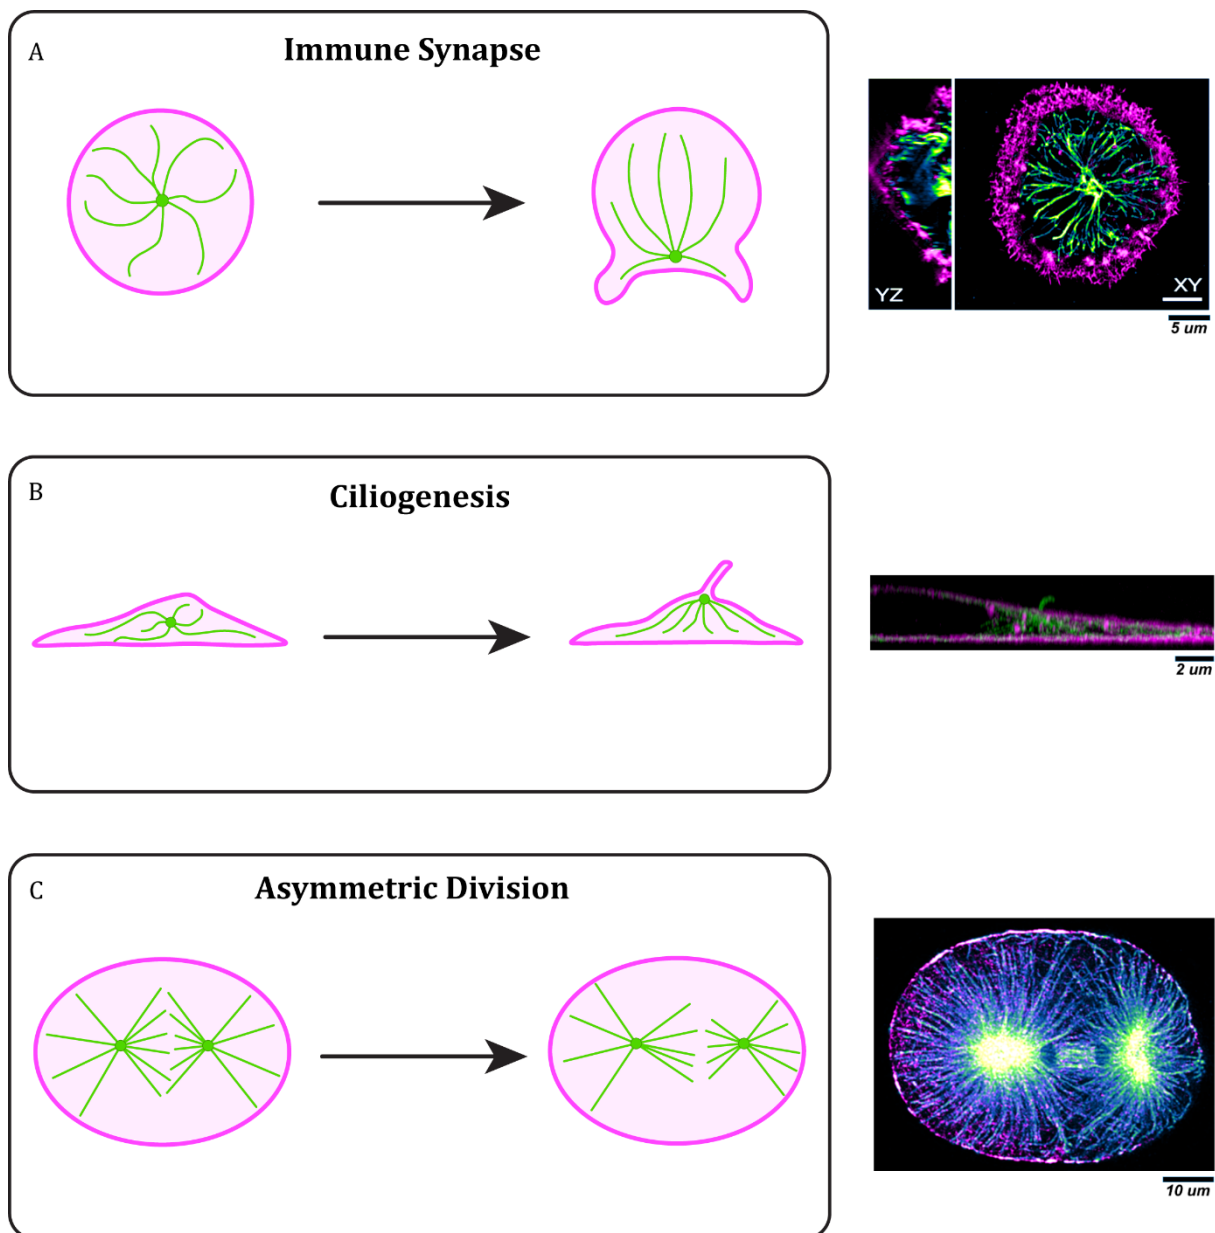 A
Immune Synapse
YZ
XY
5 um
B
Ciliogenesis
2 um
C
Asymmetric Division
10 um